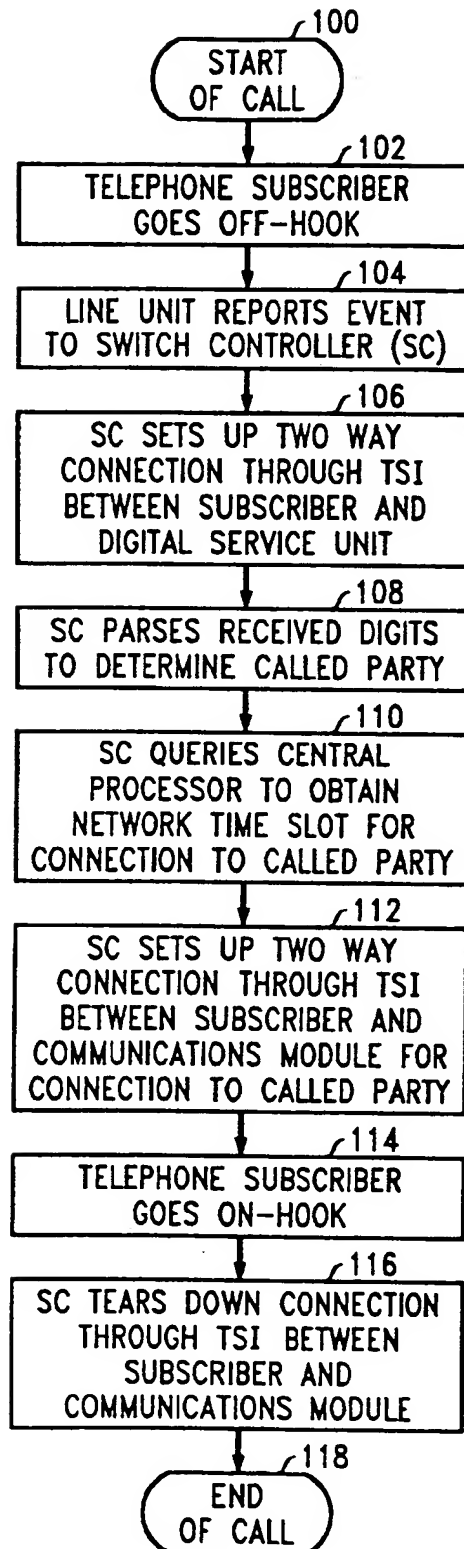 100
START
OF CALL
102
TELEPHONE SUBSCRIBER
GOES OFF-HOOK
104
LINE UNIT REPORTS EVENT
TO SWITCH CONTROLLER (SC)
106
SC SETS UP TWO WAY
CONNECTION THROUGH TSI
BETWEEN SUBSCRIBER AND
DIGITAL SERVICE UNIT
108
SC PARSES RECEIVED DIGITS
TO DETERMINE CALLED PARTY
110
SC QUERIES CENTRAL
PROCESSOR TO OBTAIN
NETWORK TIME SLOT FOR
CONNECTION TO CALLED PARTY
112
SC SETS UP TWO WAY
CONNECTION THROUGH TSI
BETWEEN SUBSCRIBER AND
COMMUNICATIONS MODULE FOR
CONNECTION TO CALLED PARTY
114
TELEPHONE SUBSCRIBER
GOES ON-HOOK
116
SC TEARS DOWN CONNECTION
THROUGH TSI BETWEEN
SUBSCRIBER AND
COMMUNICATIONS MODULE
118
END
OF CALL